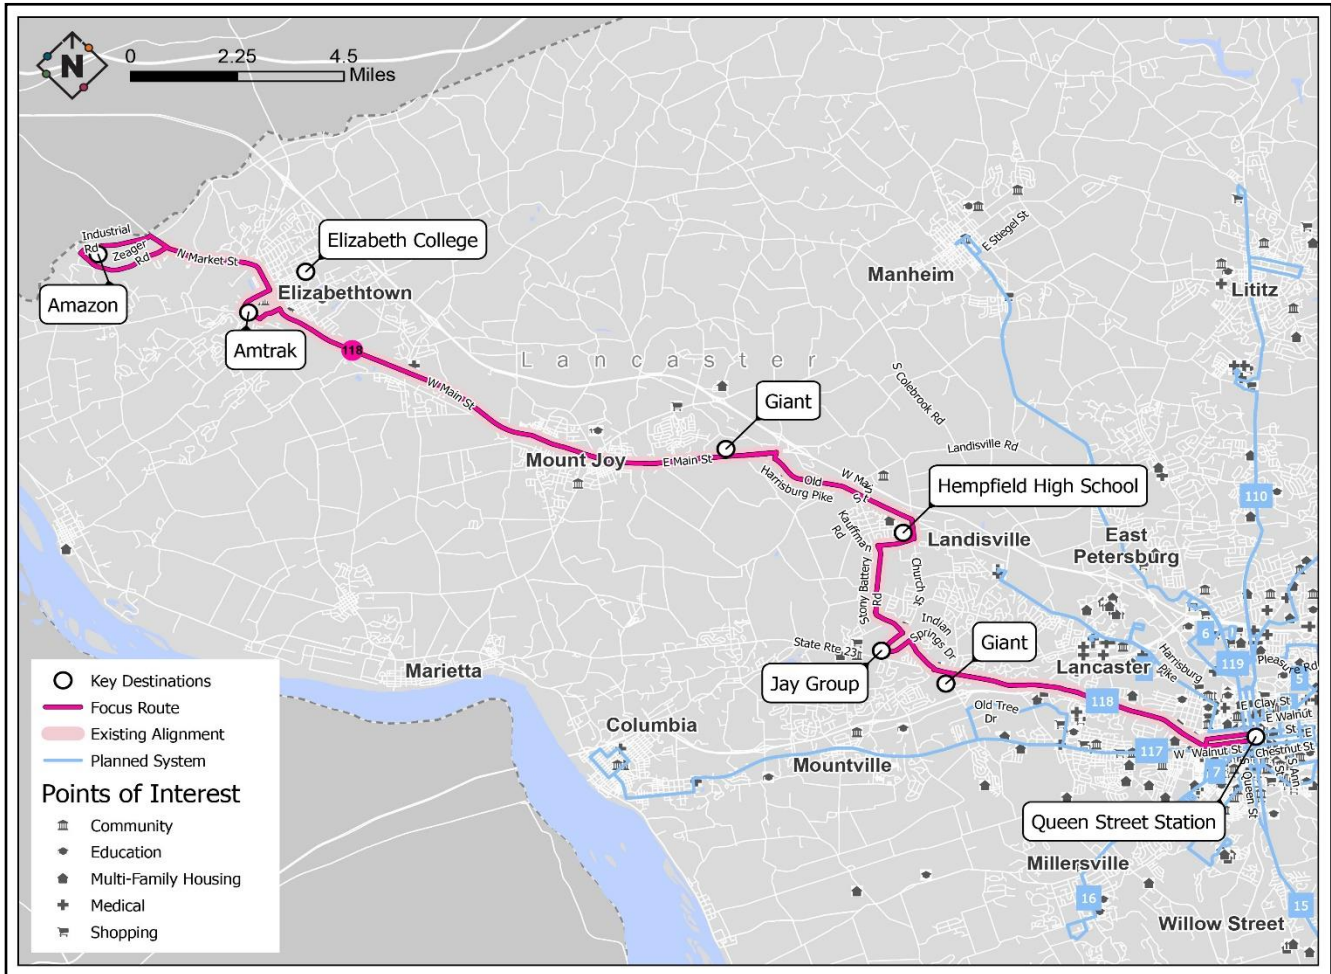 N
0 2.25 4.5
Miles
Industrial
Rd
Zeager
Rd
N Market St
Elizabeth College
Elizabethtown
Amazon
Amtrak
118
W Main St
Lancaster
Manheim
E Stiegel St
Lititz
S Colebrook Rd
Giant
Mount Joy
E Main St
Landisville Rd
Old
Harrisburg Pike
W Main
St
Hempfield High School
Kauffman
Rd
Landisville
110
East
Petersburg
Stony Battery
Rd
Church St
Indian
Springs Dr
State Rte 23
Jay Group
Giant
Marietta
Lancaster
Harrisburg
Pike
6
119
Pleasure Rd
5
118
E Clay St
E Walnut
St
E
Chestnut St
Old Tree
Dr
Columbia
Mountville
117
W Walnut St
7
S Queen St
S Ann
St
Queen Street Station
Millersville
16
15
Willow Street
Key Destinations
Focus Route
Existing Alignment
Planned System
Points of Interest
Community
Education
Multi-Family Housing
Medical
Shopping